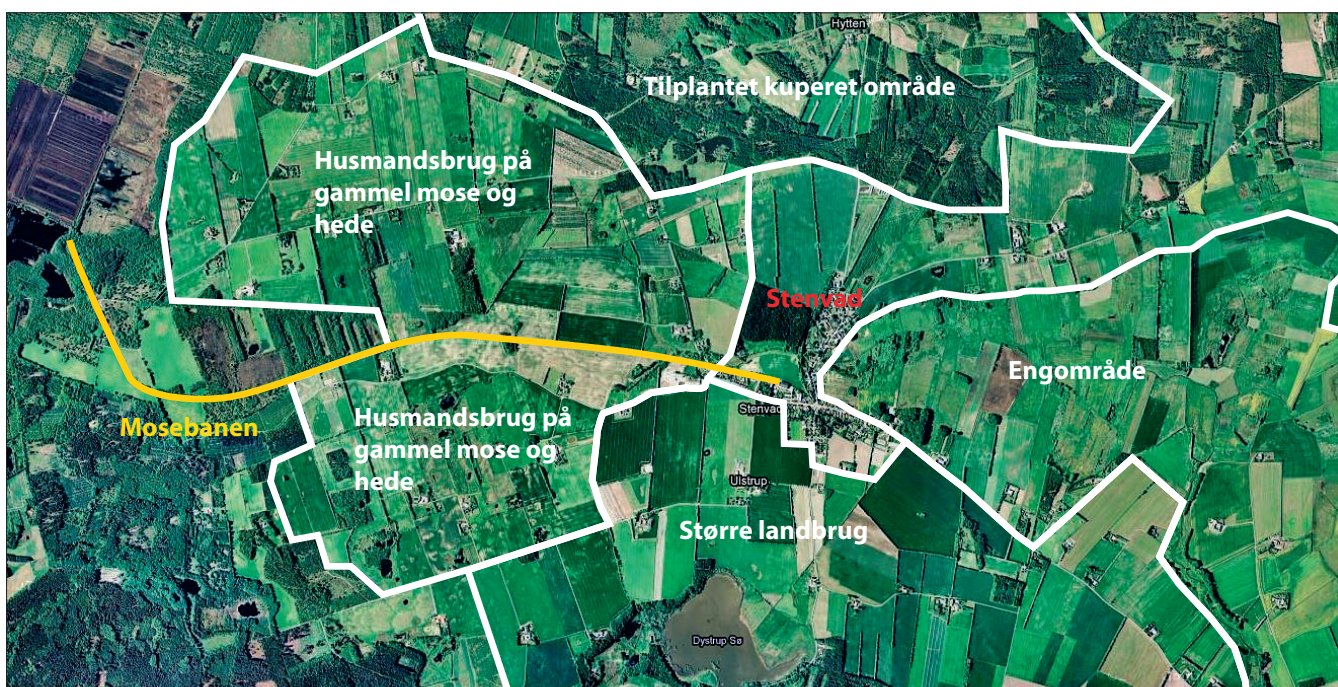 Hytten
Tilplantet kuperet område
Husmandsbrug på
gammel mose og
hede
Stenvad
Engområde
Mosebanen
Husmandsbrug på
gammel mose og
hede
Stenvad
Ulstrup
Større landbrug
Dystrup Sø